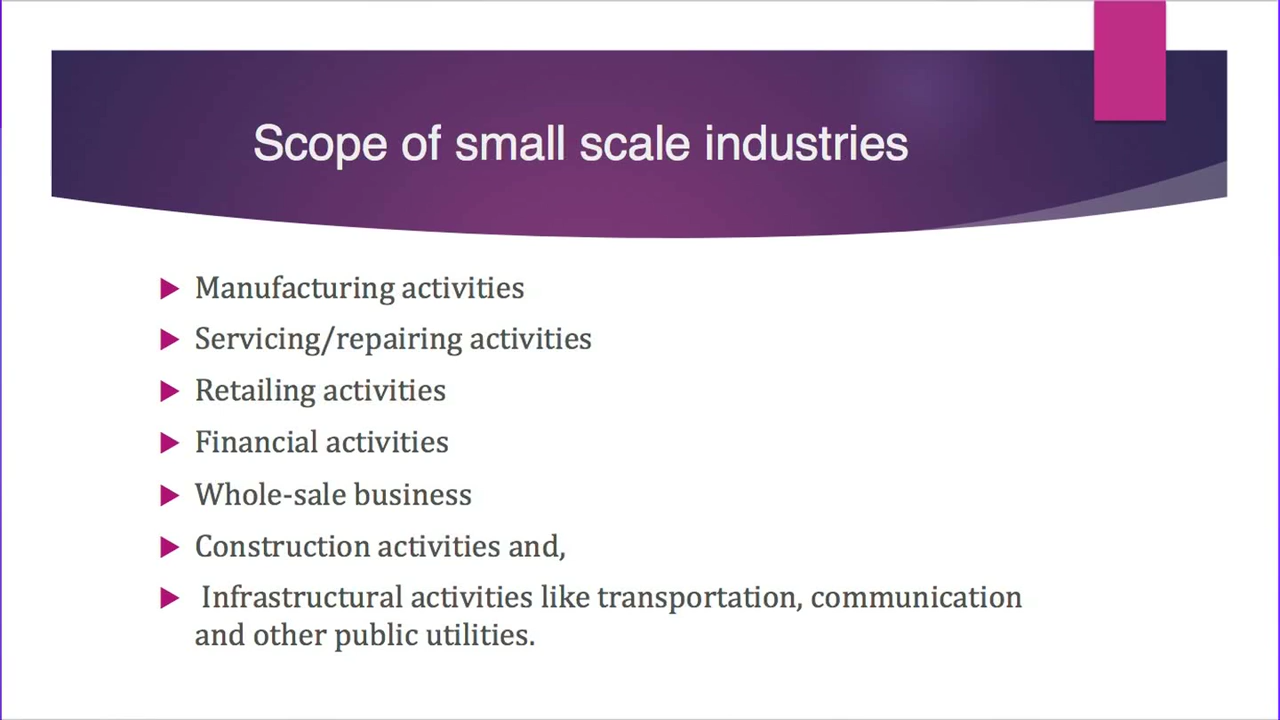 Scope of small scale industries
Manufacturing activities
Servicing/repairing activities
Retailing activities
Financial activities
Whole-sale business
Construction activities and,
Infrastructural activities like transportation, communication
and other public utilities.